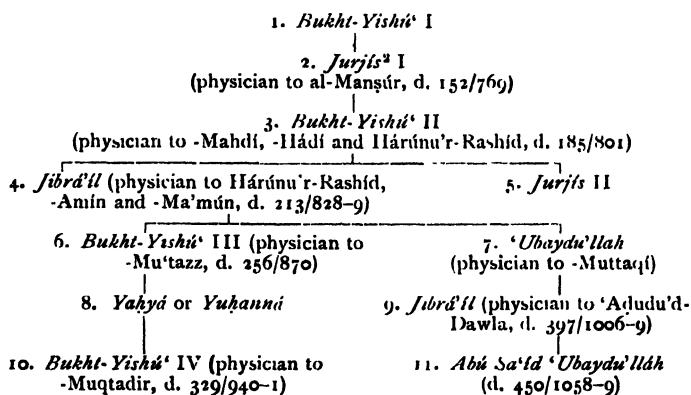 1. Bukht-Yishú‘ I
2. Jurjís² I
(physician to al-Manṣúr, d. 152/769)
3. Bukht-Yishú‘ II
(physician to -Mahdí, -Hádí and Hárúnu'r-Rashíd, d. 185/801)
4. Jibrá'íl (physician to Hárúnu'r-Rashíd,
-Amín and -Ma'mún, d. 213/828-9)
5. Jurjís II
6. Bukht-Yishú‘ III (physician to
-Mu‘tazz, d. 256/870)
7. ‘Ubaydu'llah
(physician to -Muttaqí)
8. Yaḥyá or Yuḥanná
9. Jibrá'íl (physician to ‘Aḍudu'd-
Dawla, d. 397/1006-9)
10. Bukht-Yishú‘ IV (physician to
-Muqtadir, d. 329/940-1)
11. Abú Sa‘íd ‘Ubaydu'lláh
(d. 450/1058-9)